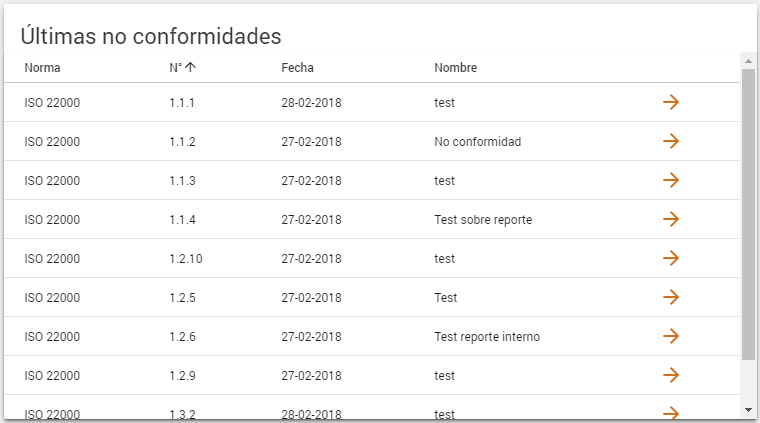 Últimas no conformidades
Norma N° Fecha Nombre
ISO 22000 1.1.1 28-02-2018 test
ISO 22000 1.1.2 27-02-2018 No conformidad
ISO 22000 1.1.3 27-02-2018 test
ISO 22000 1.1.4 27-02-2018 Test sobre reporte
ISO 22000 1.2.10 27-02-2018 test
ISO 22000 1.2.5 27-02-2018 Test
ISO 22000 1.2.6 27-02-2018 Test reporte interno
ISO 22000 1.2.9 27-02-2018 test
ISO 22000 1.3.2 28-02-2018 test